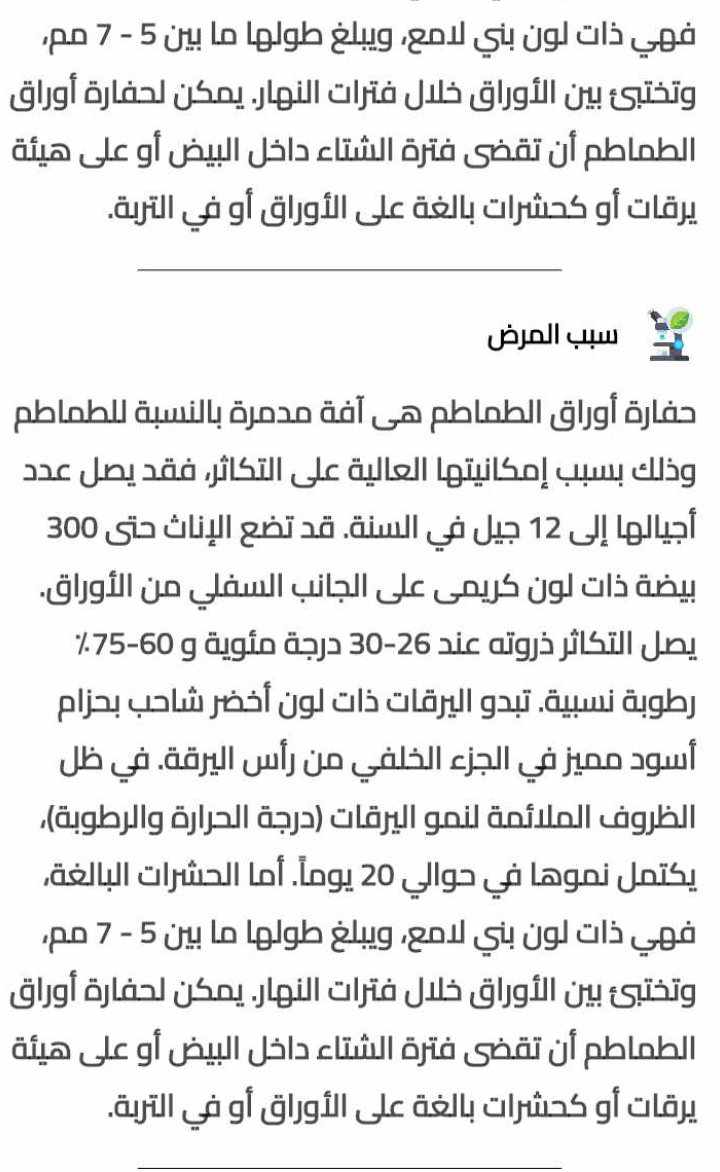 فهي ذات لون بني لامع، ويبلغ طولها ما بين 5 - 7 مم،
وتختبئ بين الأوراق خلال فترات النهار. يمكن لحفارة أوراق
الطماطم أن تقضى فترة الشتاء داخل البيض أو على هيئة
يرقات أو كحشرات بالغة على الأوراق أو في التربة.
سبب المرض
حفارة أوراق الطماطم هى آفة مدمرة بالنسبة للطماطم
وذلك بسبب إمكانيتها العالية على التكاثر، فقد يصل عدد
أجيالها إلى 12 جيل في السنة. قد تضع الإناث حتى 300
بيضة ذات لون كريمى على الجانب السفلي من الأوراق.
يصل التكاثر ذروته عند 26-30 درجة مئوية و 60-75٪
رطوبة نسبية. تبدو اليرقات ذات لون أخضر شاحب بحزام
أسود مميز في الجزء الخلفي من رأس اليرقة. في ظل
الظروف الملائمة لنمو اليرقات (درجة الحرارة والرطوبة)،
يكتمل نموها في حوالي 20 يوماً. أما الحشرات البالغة،
فهي ذات لون بني لامع، ويبلغ طولها ما بين 5 - 7 مم،
وتختبئ بين الأوراق خلال فترات النهار. يمكن لحفارة أوراق
الطماطم أن تقضى فترة الشتاء داخل البيض أو على هيئة
يرقات أو كحشرات بالغة على الأوراق أو في التربة.